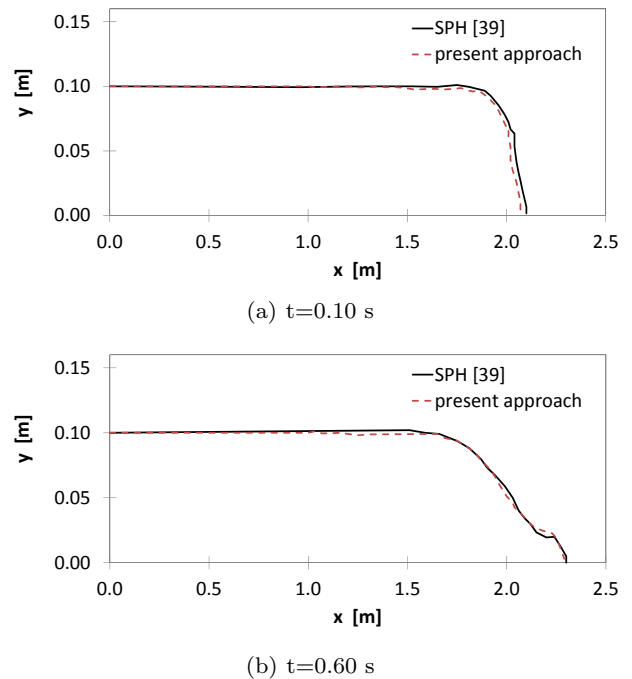 0.15
SPH [39]
present approach
y [m]
0.10
0.05
0.00
0.0 0.5 1.0 1.5 2.0 2.5
x [m]
(a) t=0.10 s
0.15
SPH [39]
present approach
y [m]
0.10
0.05
0.00
0.0 0.5 1.0 1.5 2.0 2.5
x [m]
(b) t=0.60 s